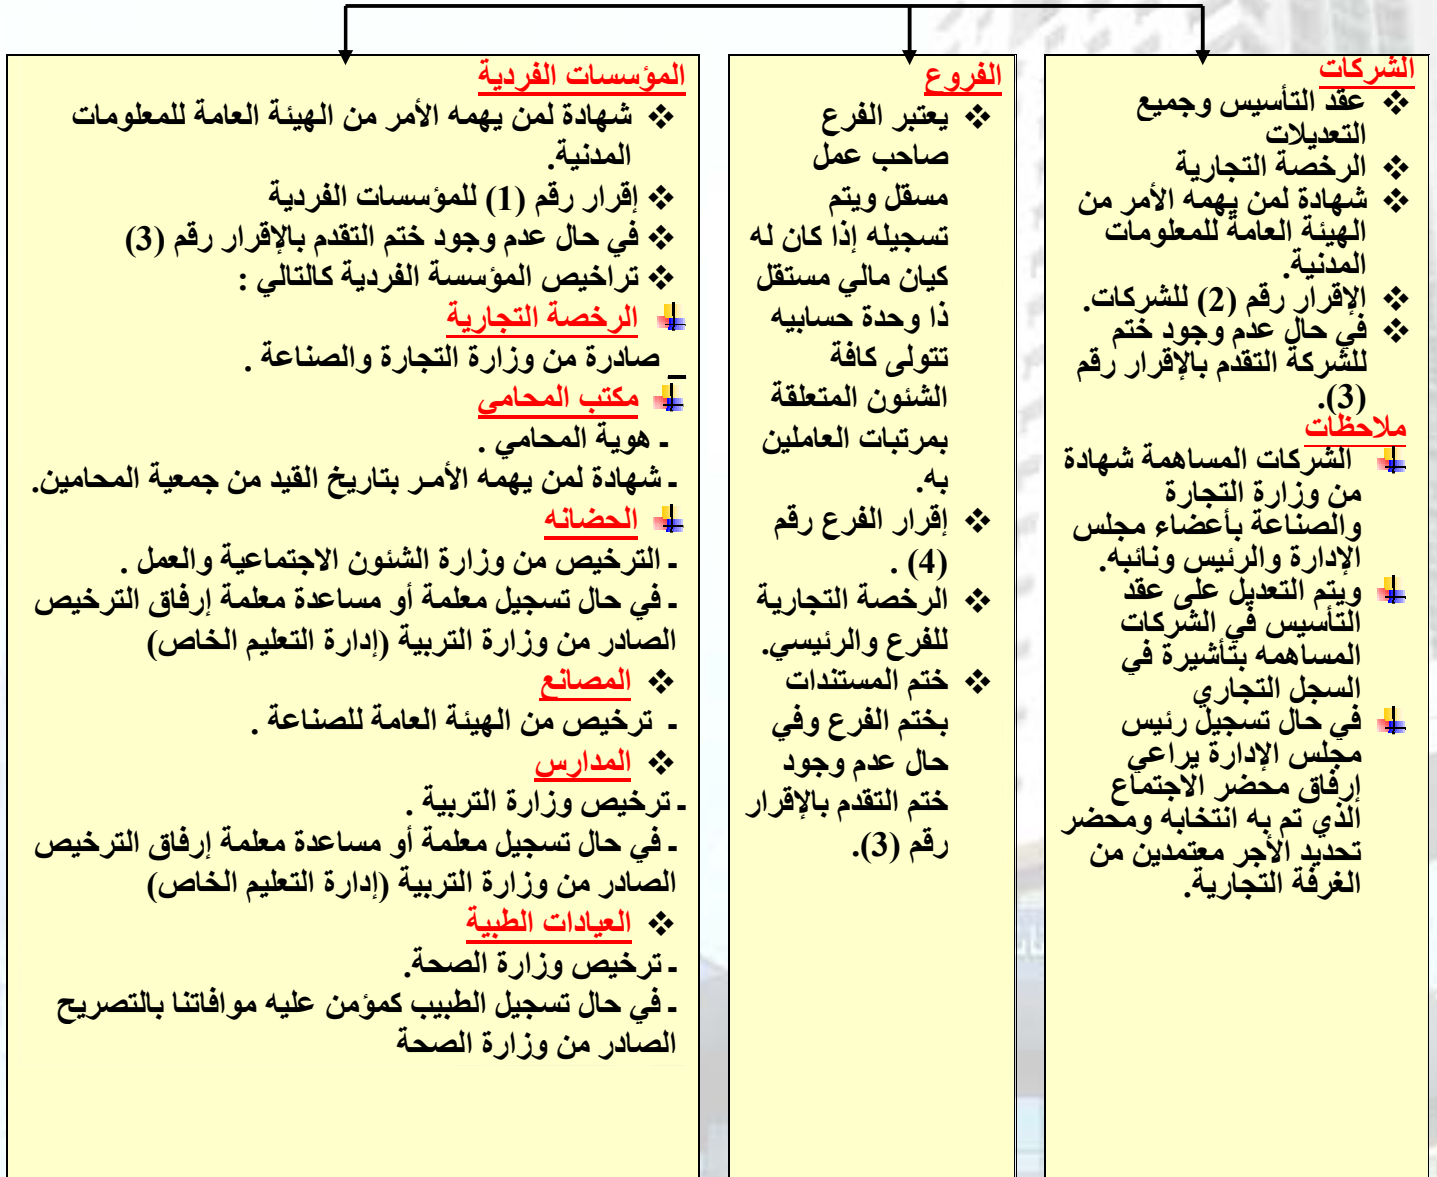 الشركات
❖ عقد التأسيس وجميع
التعديلات
❖ الرخصة التجارية
❖ شهادة لمن يهمه الأمر من
الهيئة العامة للمعلومات
المدنية.
❖ الإقرار رقم (2) للشركات.
❖ في حال عدم وجود ختم
للشركة التقدم بالإقرار رقم
(3).
ملاحظات
الشركات المساهمة شهادة
من وزارة التجارة
والصناعة بأعضاء مجلس
الإدارة والرئيس ونائبه.
ويتم التعديل على عقد
التأسيس في الشركات
المساهمه بتأشيرة في
السجل التجاري
في حال تسجيل رئيس
مجلس الإدارة يراعي
إرفاق محضر الاجتماع
الذي تم به انتخابه ومحضر
تحديد الأجر معتمدين من
الغرفة التجارية.
الفروع
❖ يعتبر الفرع
صاحب عمل
مسقل ويتم
تسجيله إذا كان له
كيان مالي مستقل
ذا وحدة حسابيه
تتولى كافة
الشئون المتعلقة
بمرتبات العاملين
به.
❖ إقرار الفرع رقم
(4) .
❖ الرخصة التجارية
للفرع والرئيسي.
❖ ختم المستندات
بختم الفرع وفي
حال عدم وجود
ختم التقدم بالإقرار
رقم (3).
المؤسسات الفردية
❖ شهادة لمن يهمه الأمر من الهيئة العامة للمعلومات
المدنية.
❖ إقرار رقم (1) للمؤسسات الفردية
❖ في حال عدم وجود ختم التقدم بالإقرار رقم (3)
❖ تراخيص المؤسسة الفردية كالتالي :
الرخصة التجارية
_ صادرة من وزارة التجارة والصناعة .
مكتب المحامي
ـ هوية المحامي .
ـ شهادة لمن يهمه الأمـر بتاريخ القيد من جمعية المحامين.
الحضانه
ـ الترخيص من وزارة الشئون الاجتماعية والعمل .
ـ في حال تسجيل معلمة أو مساعدة معلمة إرفاق الترخيص
الصادر من وزارة التربية (إدارة التعليم الخاص)
❖ المصانع
ـ ترخيص من الهيئة العامة للصناعة .
❖ المدارس
ـ ترخيص وزارة التربية .
ـ في حال تسجيل معلمة أو مساعدة معلمة إرفاق الترخيص
الصادر من وزارة التربية (إدارة التعليم الخاص)
❖ العيادات الطبية
ـ ترخيص وزارة الصحة.
ـ في حال تسجيل الطبيب كمؤمن عليه موافاتنا بالتصريح
الصادر من وزارة الصحة